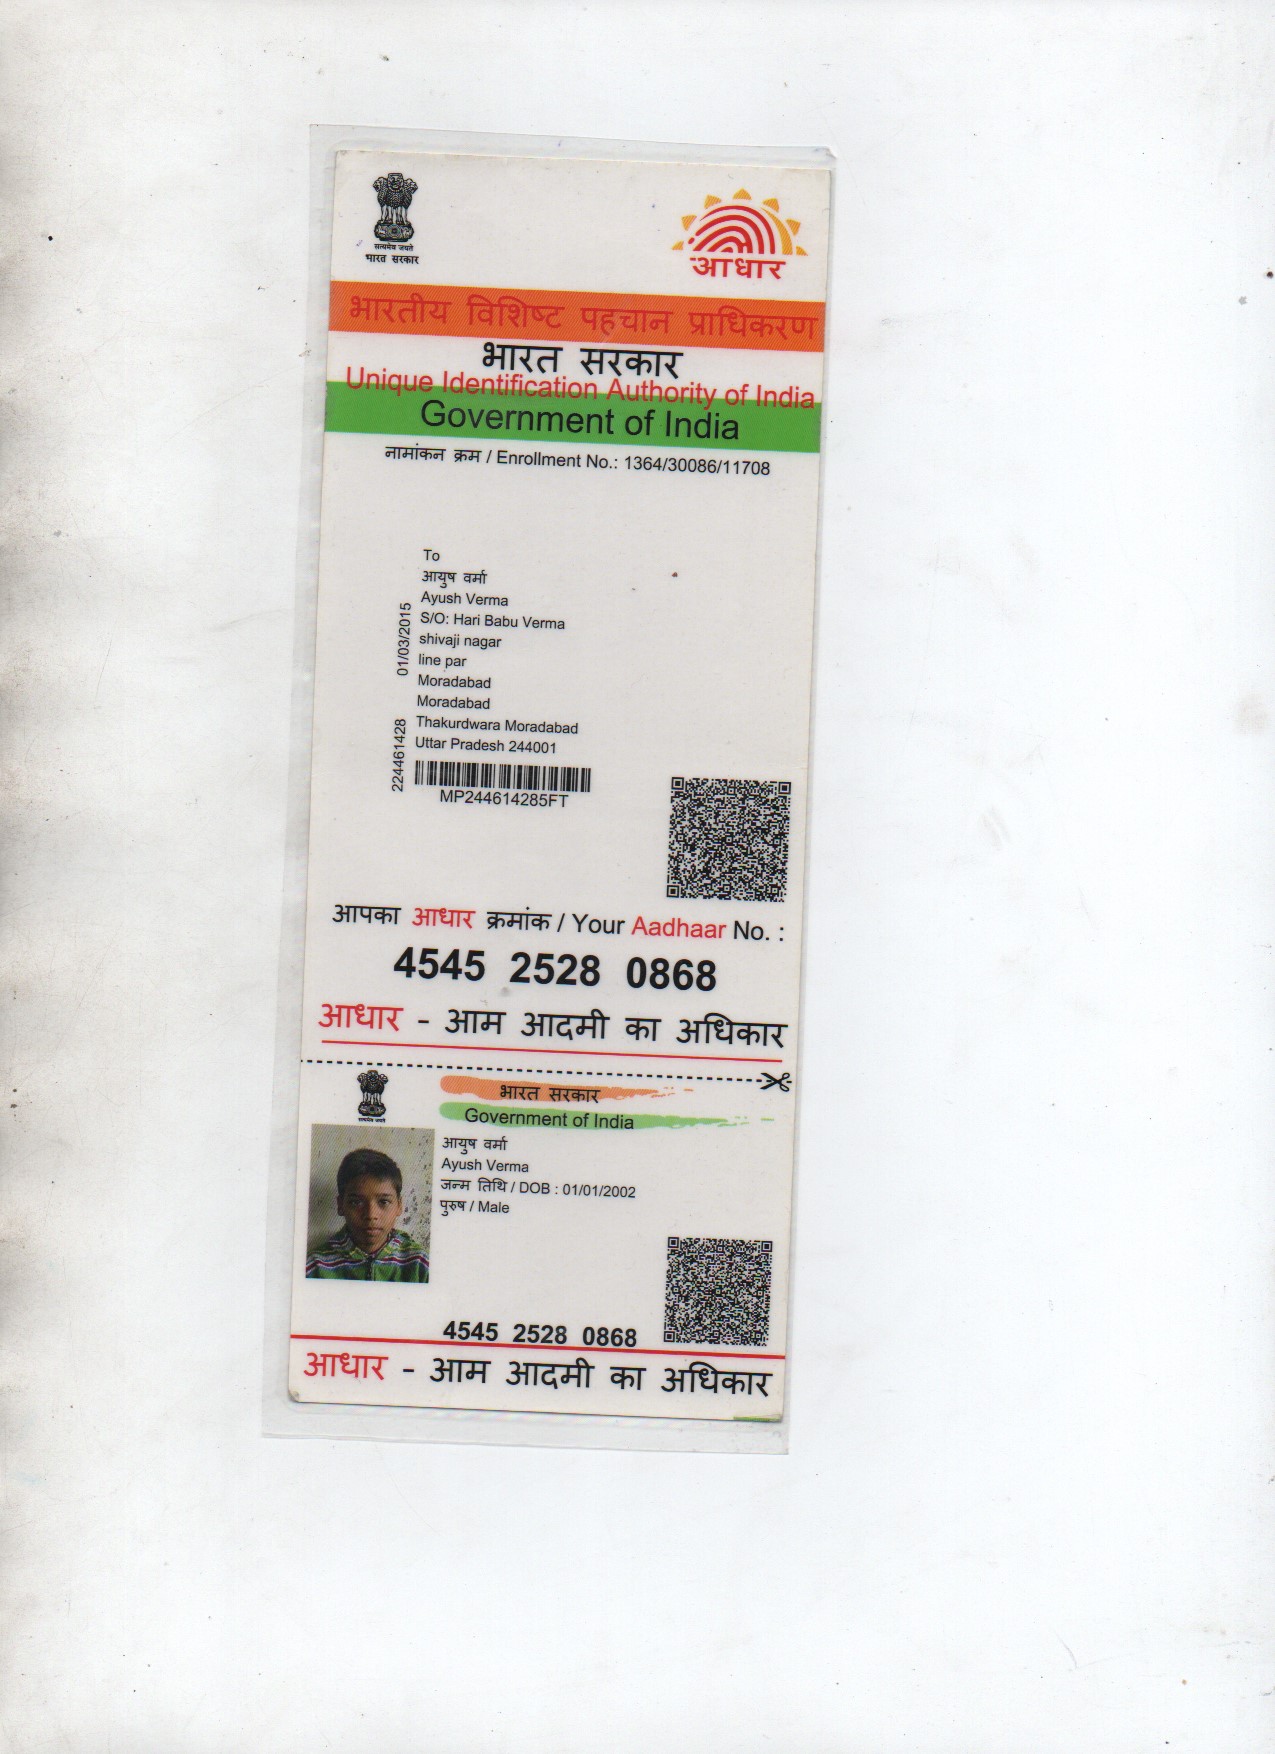 सत्यमेव जयते
भारत सरकार
आधार
भारतीय विशिष्ट पहचान प्राधिकरण
भारत सरकार
Unique Identification Authority of India
Government of India
नामांकन क्रम / Enrollment No.: 1364/30086/11708
To
आयुष वर्मा
Ayush Verma
S/O: Hari Babu Verma
shivaji nagar
line par
Moradabad
Moradabad
Thakurdwara Moradabad
Uttar Pradesh 244001
01/03/2015
224461428
MP244614285FT
आपका आधार क्रमांक / Your Aadhaar No. :
4545 2528 0868
आधार - आम आदमी का अधिकार
सत्यमेव जयते
भारत सरकार
Government of India
आयुष वर्मा
Ayush Verma
जन्म तिथि / DOB : 01/01/2002
पुरुष / Male
4545 2528 0868
आधार - आम आदमी का अधिकार